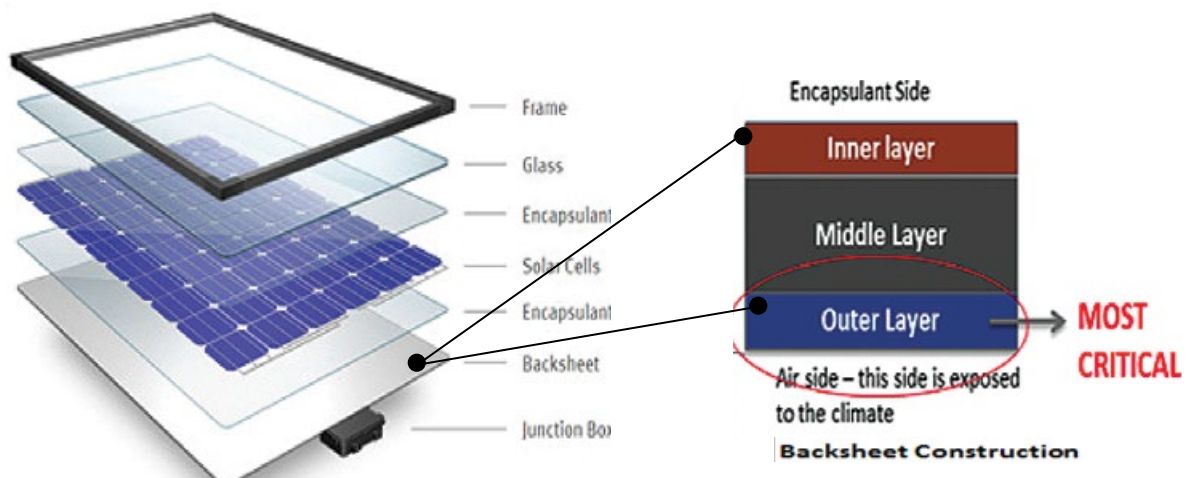 Frame
Glass
Encapsulant
Solar Cells
Encapsulant
Backsheet
Junction Box
Encapsulant Side
Inner layer
Middle Layer
Outer Layer
MOST
CRITICAL
Air side – this side is exposed
to the climate
Backsheet Construction